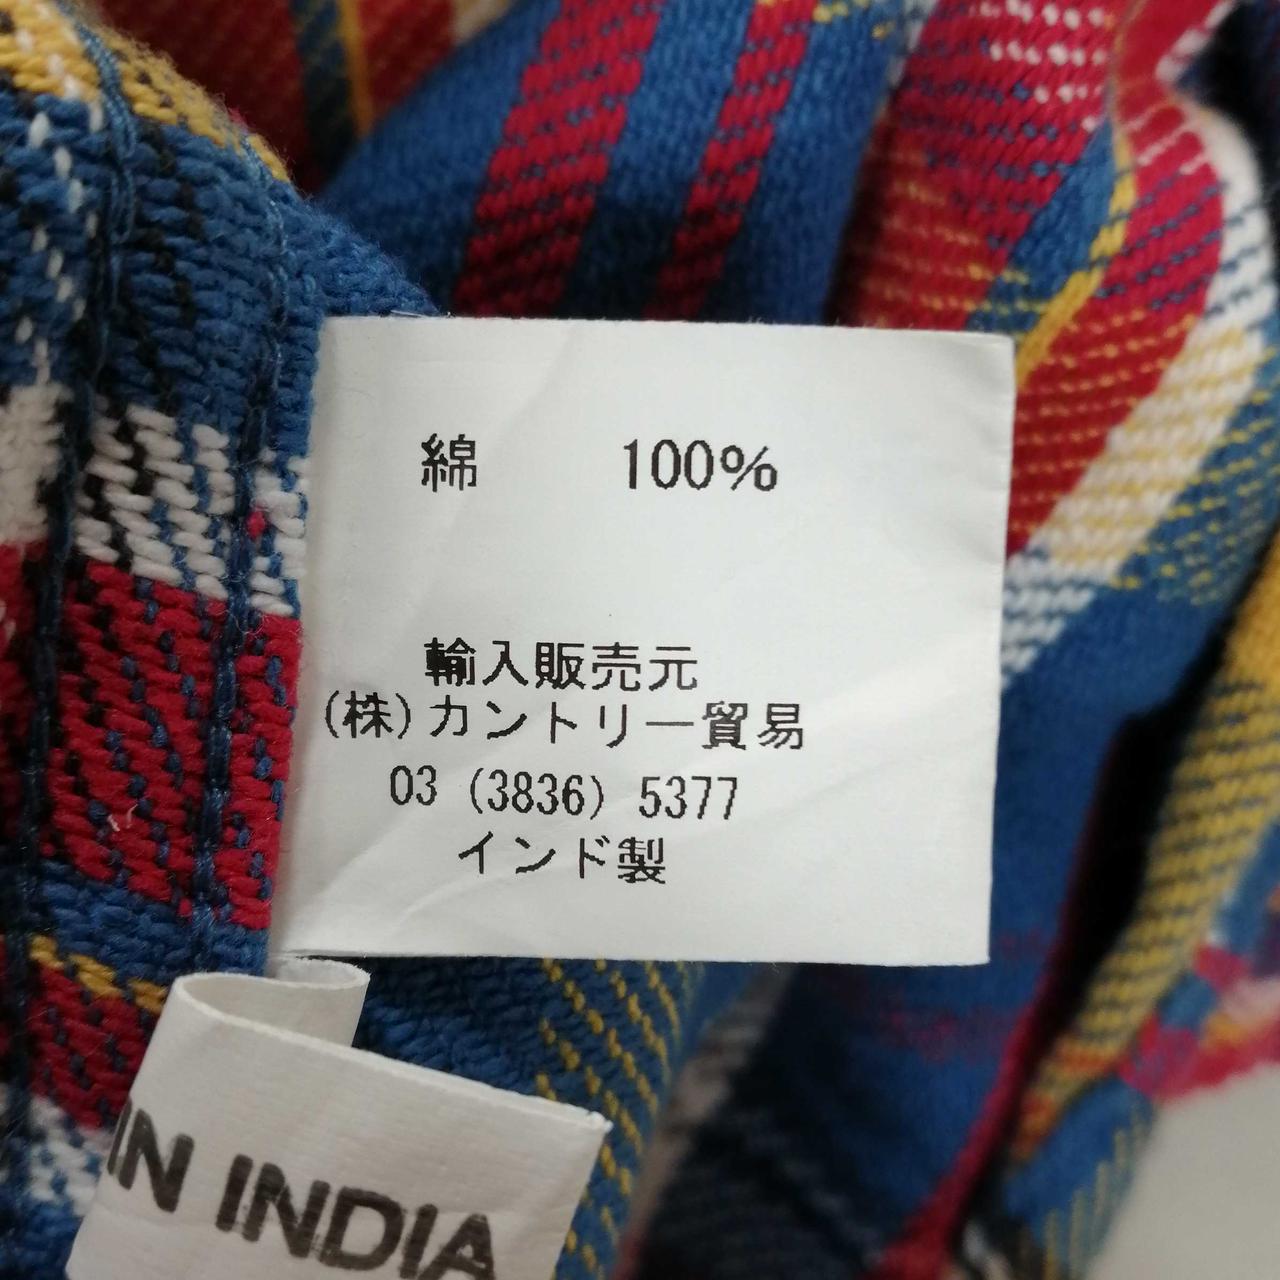 綿 100%
輸入販売元
(株)カントリー貿易
03 (3836) 5377
インド製
IN INDIA